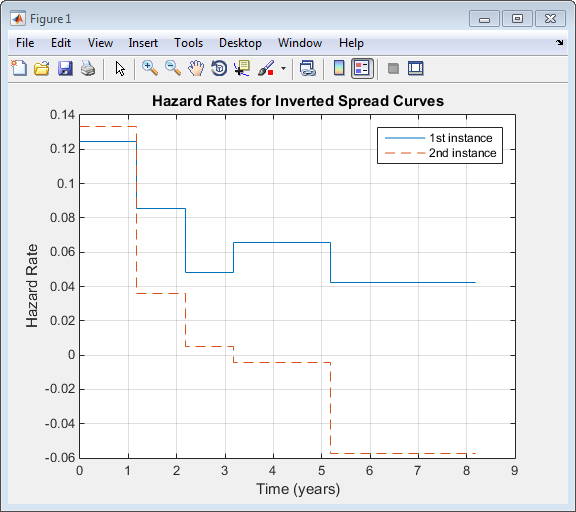 Figure 1
File Edit View Insert Tools Desktop Window Help
Hazard Rates for Inverted Spread Curves
1st instance
2nd instance
0.14
0.12
0.1
0.08
0.06
0.04
0.02
0
-0.02
-0.04
-0.06
Hazard Rate
0 1 2 3 4 5 6 7 8 9
Time (years)